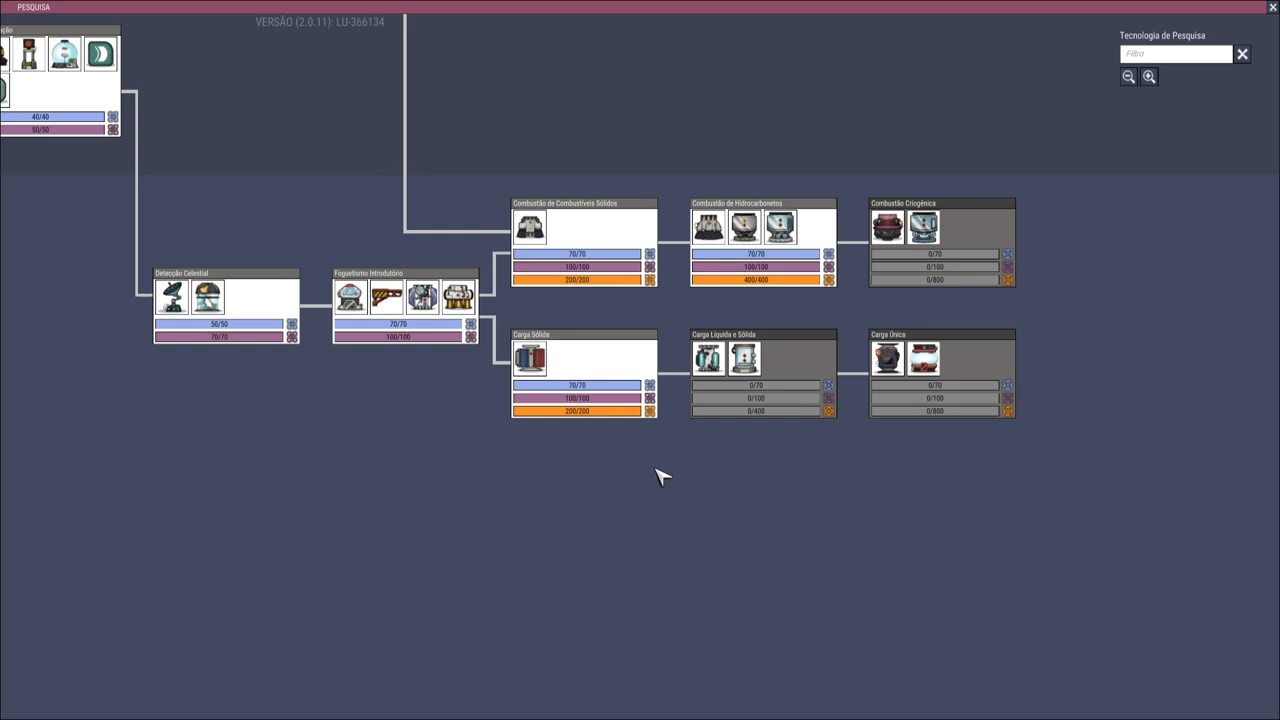 PESQUISA
VERSÃO (2.0.11): LU-366134
Tecnologia de Pesquisa
Filtro
40/40
50/50
Detecção Celestial
50/50
70/70
Foguetismo Introdutório
70/70
100/100
Combustão de Combustíveis Sólidos
70/70
100/100
200/200
Combustão de Hidrocarbonetos
70/70
100/100
400/400
Combustão Criogênica
0/70
0/100
0/800
Carga Sólida
70/70
100/100
200/200
Carga Líquida e Sólida
0/70
0/100
0/400
Carga Única
0/70
0/100
0/800